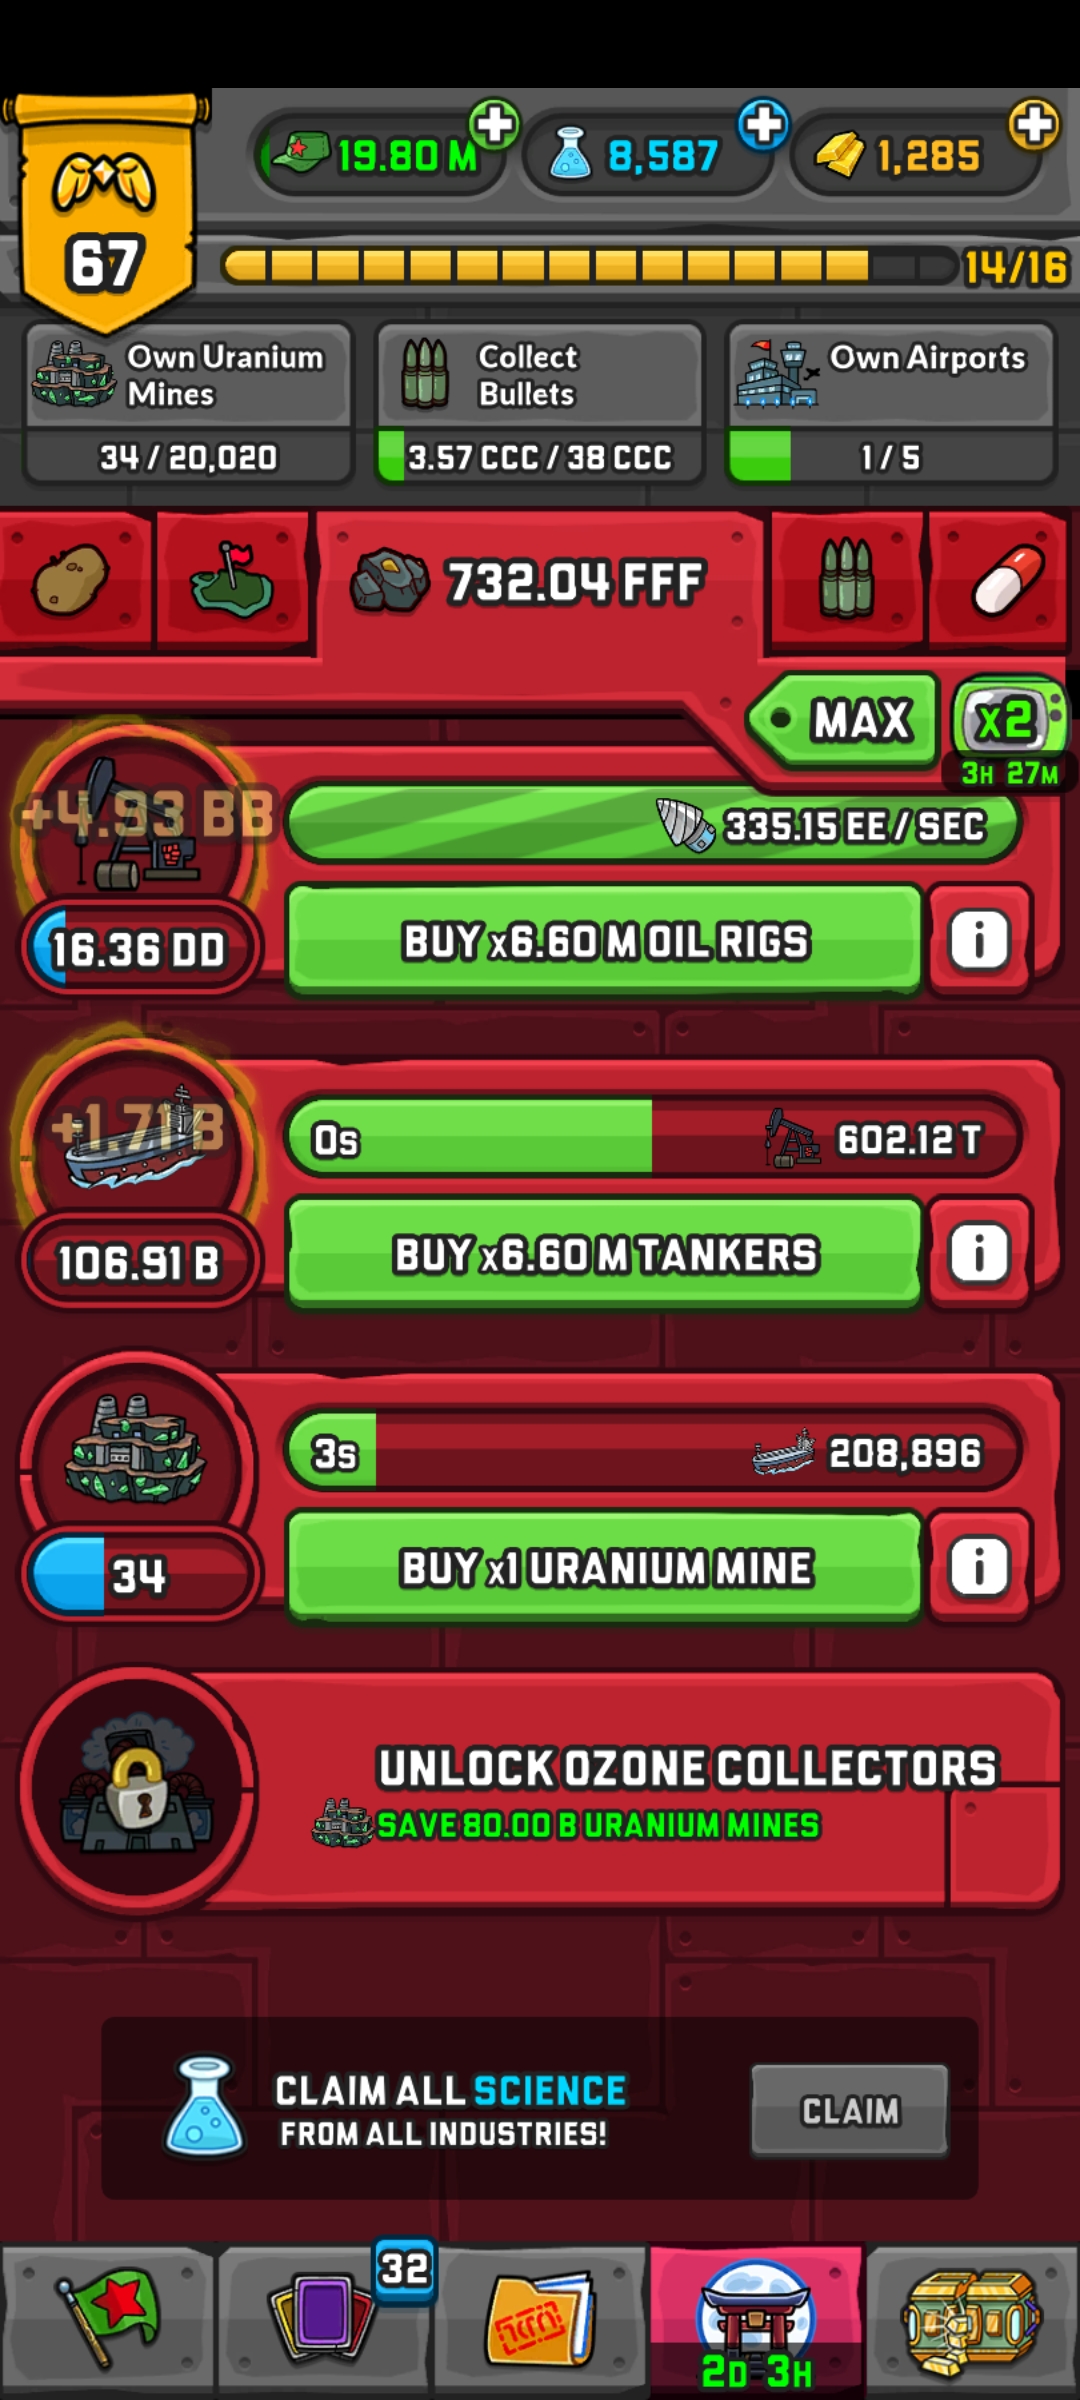 19.80 M
8,587
1,285
67
14/16
Own Uranium
Mines
34 / 20,020
Collect
Bullets
3.57 CCC / 38 CCC
Own Airports
1 / 5
732.04 FFF
MAX
x2
3H 27M
+4.93 BB
335.15 EE / SEC
16.36 DD
BUY x6.60 M OIL RIGS
i
+1.71 B
0s
602.12 T
106.91 B
BUY x6.60 M TANKERS
i
3s
208,896
34
BUY x1 URANIUM MINE
i
UNLOCK OZONE COLLECTORS
SAVE 80.00 B URANIUM MINES
CLAIM ALL SCIENCE
FROM ALL INDUSTRIES!
CLAIM
32
2D 3H